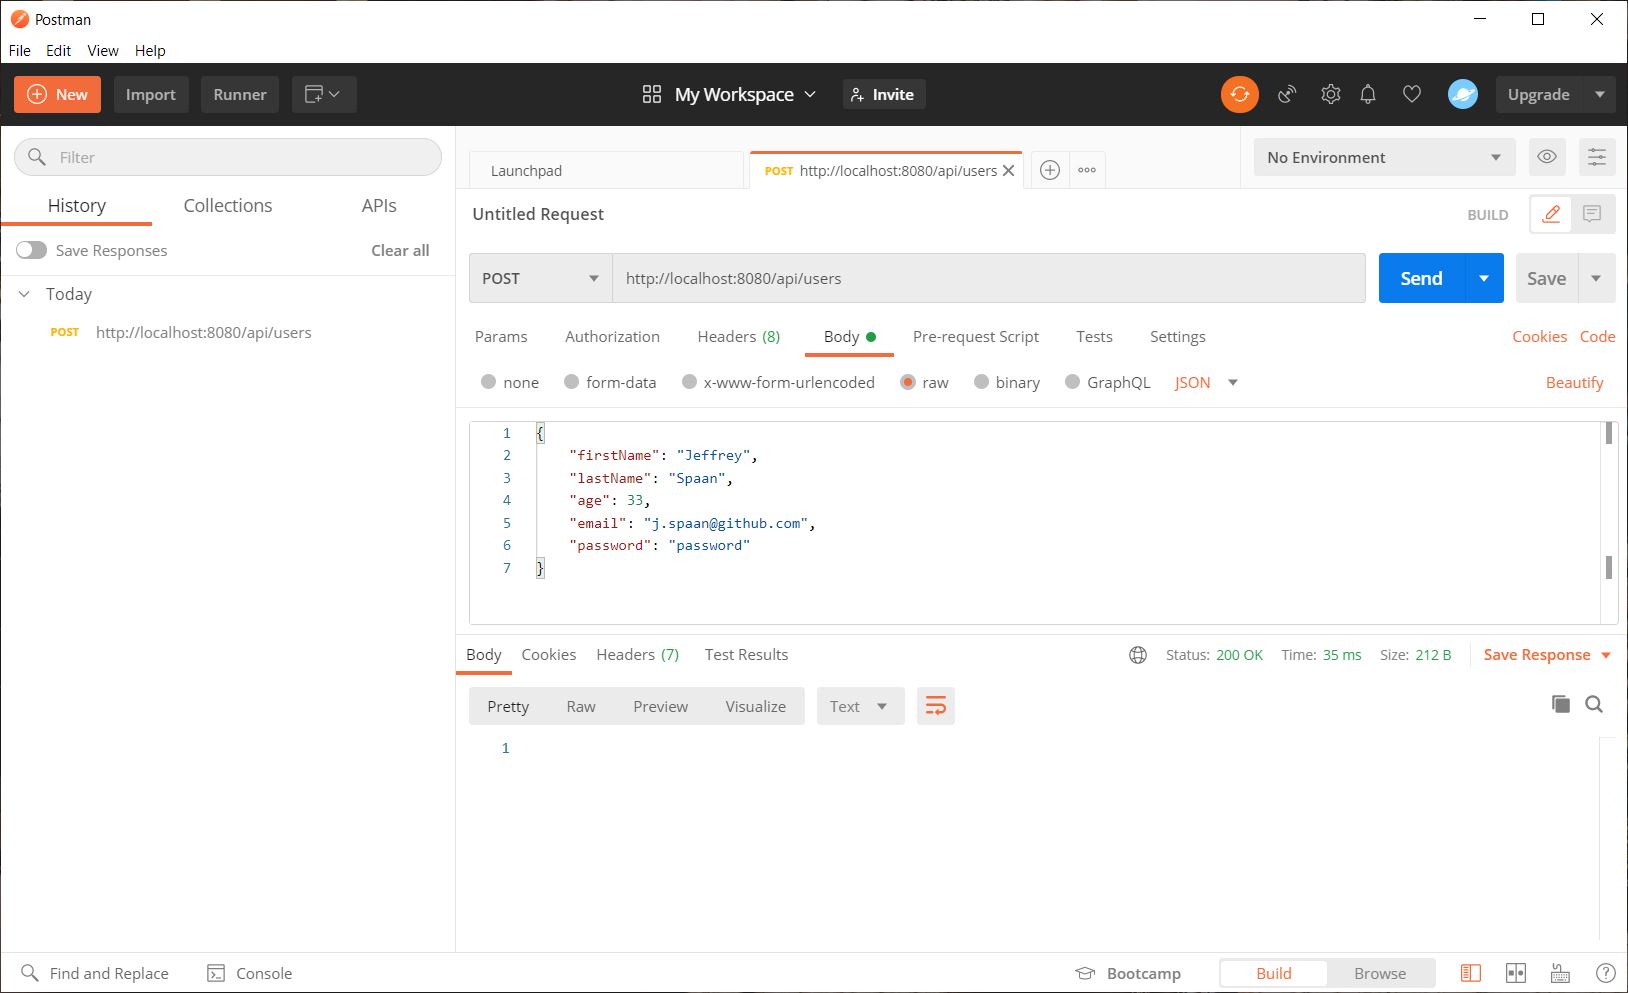 Postman
File Edit View Help
New Import Runner My Workspace Invite Upgrade
Filter
History Collections APIs
Save Responses Clear all
Today
POST http://localhost:8080/api/users
Launchpad POST http://localhost:8080/api/users No Environment
Untitled Request BUILD
POST http://localhost:8080/api/users Send Save
Params Authorization Headers (8) Body Pre-request Script Tests Settings Cookies Code
none form-data x-www-form-urlencoded raw binary GraphQL JSON Beautify
1 {
2 "firstName": "Jeffrey",
3 "lastName": "Spaan",
4 "age": 33,
5 "email": "j.spaan@github.com",
6 "password": "password"
7 }
Body Cookies Headers (7) Test Results Status: 200 OK Time: 35 ms Size: 212 B Save Response
Pretty Raw Preview Visualize Text
1
Find and Replace Console Bootcamp Build Browse